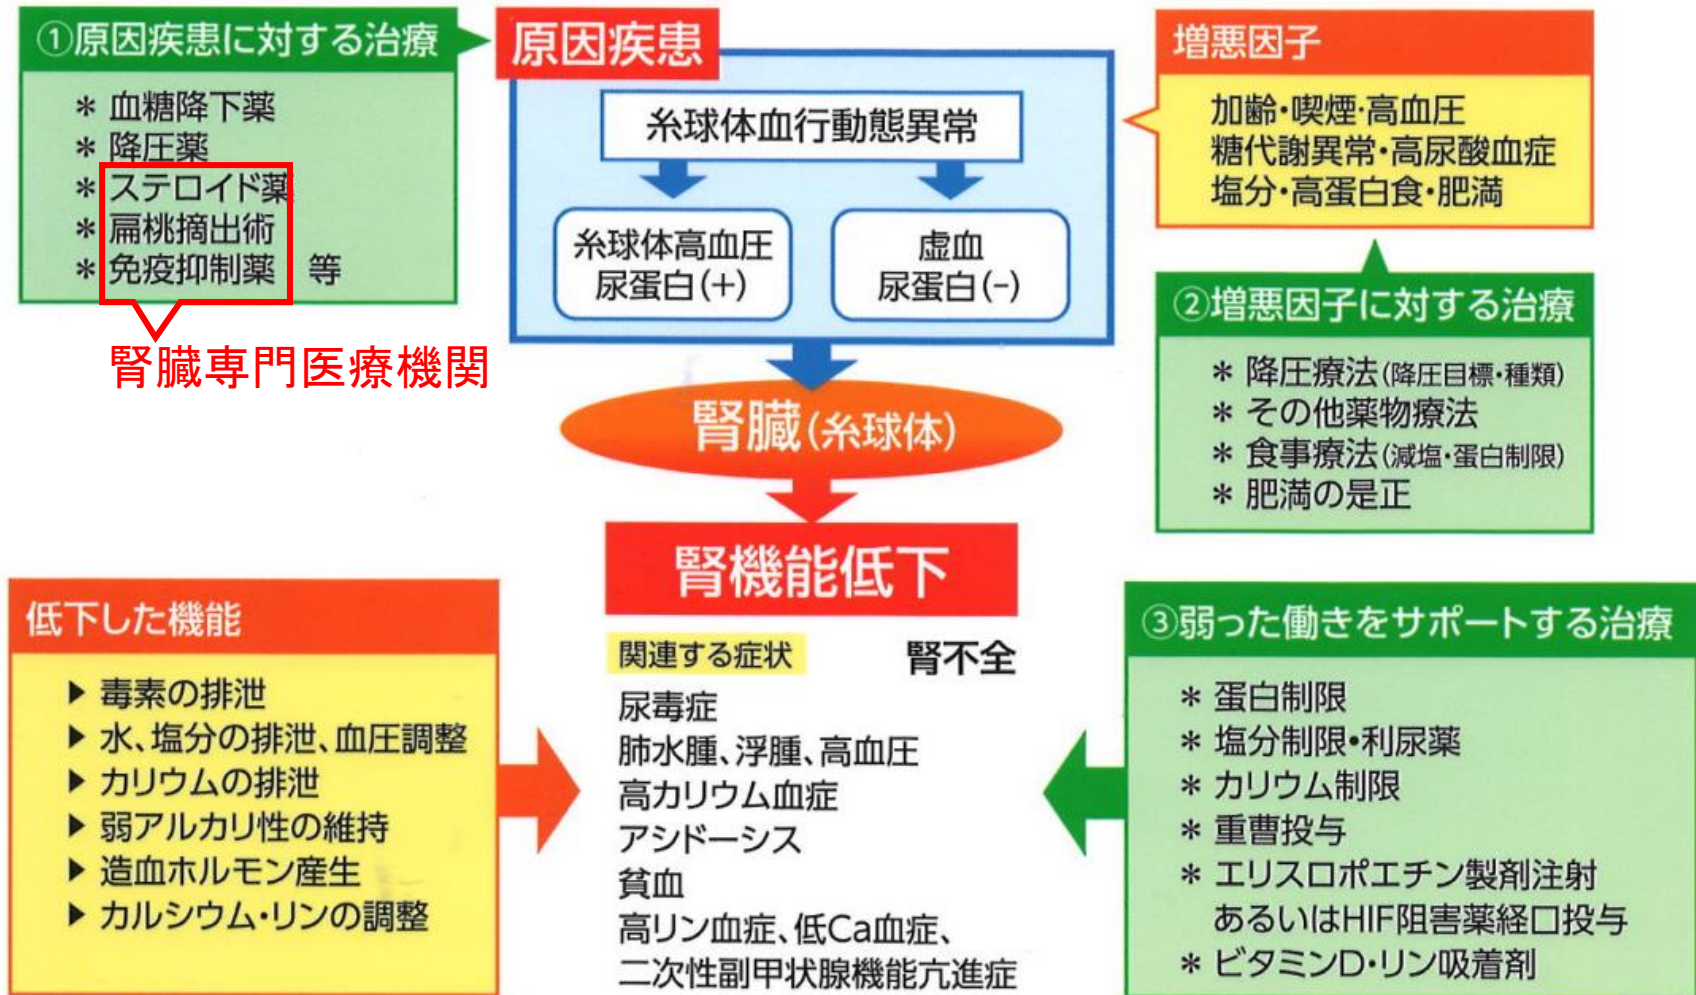 ①原因疾患に対する治療
＊ 血糖降下薬
＊ 降圧薬
＊ ステロイド薬
＊ 扁桃摘出術
＊ 免疫抑制薬　等
腎臓専門医療機関
原因疾患
糸球体血行動態異常
糸球体高血圧
尿蛋白(+)
虚血
尿蛋白(−)
増悪因子
加齢・喫煙・高血圧
糖代謝異常・高尿酸血症
塩分・高蛋白食・肥満
②増悪因子に対する治療
＊ 降圧療法(降圧目標・種類)
＊ その他薬物療法
＊ 食事療法(減塩・蛋白制限)
＊ 肥満の是正
腎臓(糸球体)
腎機能低下
関連する症状　腎不全
尿毒症
肺水腫、浮腫、高血圧
高カリウム血症
アシドーシス
貧血
高リン血症、低Ca血症、
二次性副甲状腺機能亢進症
低下した機能
▶ 毒素の排泄
▶ 水、塩分の排泄、血圧調整
▶ カリウムの排泄
▶ 弱アルカリ性の維持
▶ 造血ホルモン産生
▶ カルシウム・リンの調整
③弱った働きをサポートする治療
＊ 蛋白制限
＊ 塩分制限・利尿薬
＊ カリウム制限
＊ 重曹投与
＊ エリスロポエチン製剤注射
あるいはHIF阻害薬経口投与
＊ ビタミンD・リン吸着剤